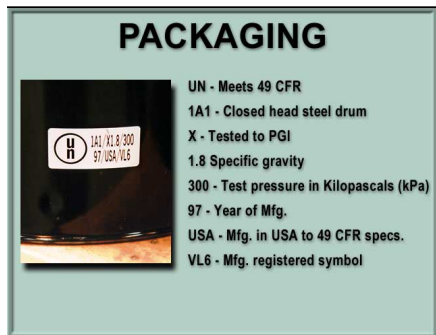 PACKAGING
u
n
1A1/X1.8/300
97/USA/VL6
UN - Meets 49 CFR
1A1 - Closed head steel drum
X - Tested to PGI
1.8 Specific gravity
300 - Test pressure in Kilopascals (kPa)
97 - Year of Mfg.
USA - Mfg. in USA to 49 CFR specs.
VL6 - Mfg. registered symbol